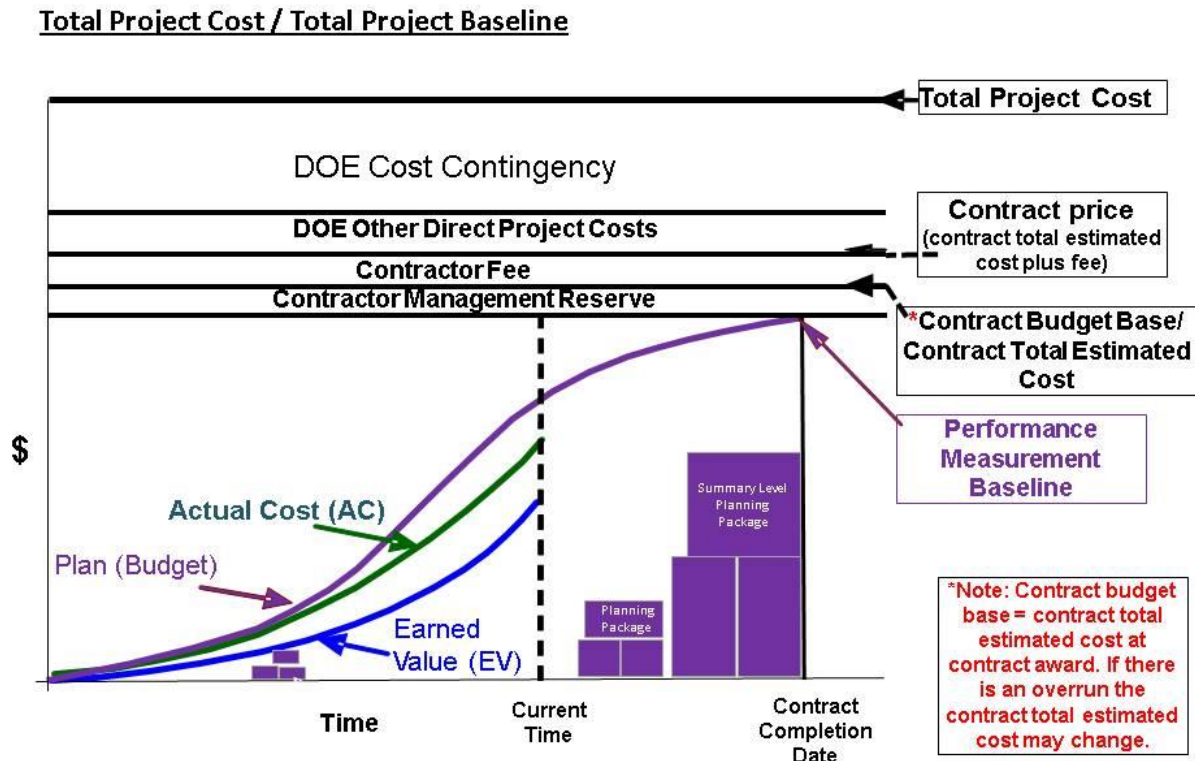 Total Project Cost / Total Project Baseline
Total Project Cost
DOE Cost Contingency
DOE Other Direct Project Costs
Contract price
(contract total estimated
cost plus fee)
Contractor Fee
Contractor Management Reserve
*Contract Budget Base/
Contract Total Estimated
Cost
Performance
Measurement
Baseline
$
Actual Cost (AC)
Plan (Budget)
Earned
Value (EV)
Summary Level
Planning
Package
Planning
Package
*Note: Contract budget
base = contract total
estimated cost at
contract award. If there
is an overrun the
contract total estimated
cost may change.
Time
Current
Time
Contract
Completion
Date